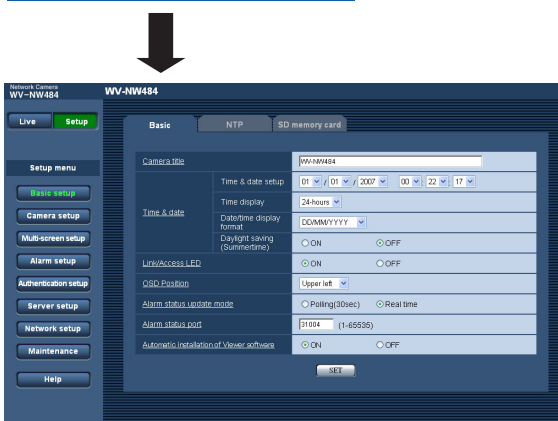 Network Camera
WV-NW484
WV-NW484
Live Setup
Basic NTP SD memory card
Setup menu
Basic setup
Camera setup
Multi-screen setup
Alarm setup
Authentication setup
Server setup
Network setup
Maintenance
Help
Camera title WV-NW484
Time & date
Time & date setup 01 / 01 / 2007 00 : 22 : 17
Time display 24-hours
Date/time display
format DD/MM/YYYY
Daylight saving
(Summertime) ON OFF
Link/Access LED ON OFF
OSD Position Upper left
Alarm status update mode Polling(30sec) Real time
Alarm status port 31004 (1-65535)
Automatic installation of Viewer software ON OFF
SET